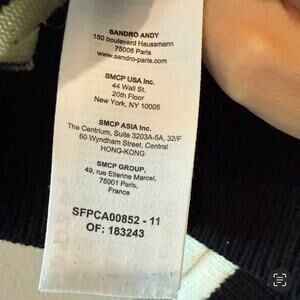 SANDRO ANDY
150 boulevard Haussmann
75008 Paris
www.sandro-paris.com
SMCP USA Inc.
44 Wall St.
20th Floor
New York, NY 10005
SMCP ASIA Inc.
The Centrium, Suite 3203A-5A, 32/F
60 Wyndham Street, Central
HONG-KONG
SMCP GROUP,
49, rue Etienne Marcel,
75001 Paris,
France
SFPCA00852 - 11
OF: 183243